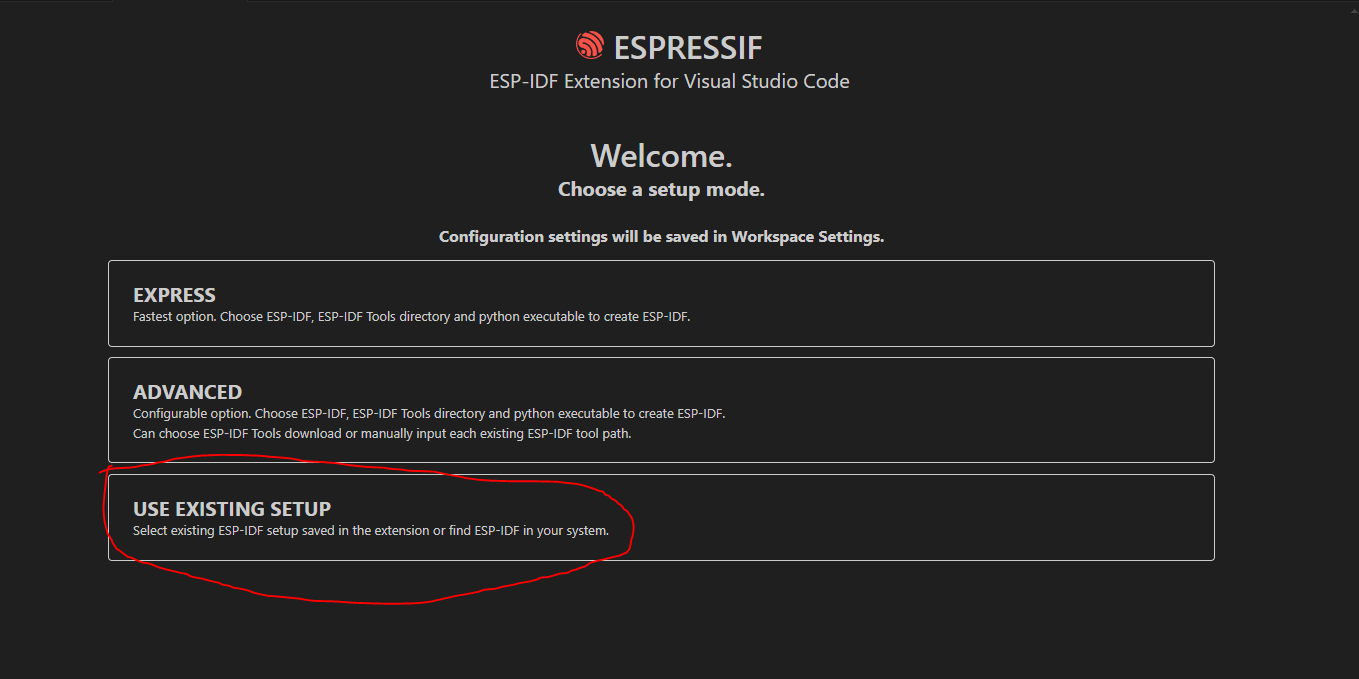 ESPRESSIF
ESP-IDF Extension for Visual Studio Code
Welcome.
Choose a setup mode.
Configuration settings will be saved in Workspace Settings.
EXPRESS
Fastest option. Choose ESP-IDF, ESP-IDF Tools directory and python executable to create ESP-IDF.
ADVANCED
Configurable option. Choose ESP-IDF, ESP-IDF Tools directory and python executable to create ESP-IDF.
Can choose ESP-IDF Tools download or manually input each existing ESP-IDF tool path.
USE EXISTING SETUP
Select existing ESP-IDF setup saved in the extension or find ESP-IDF in your system.